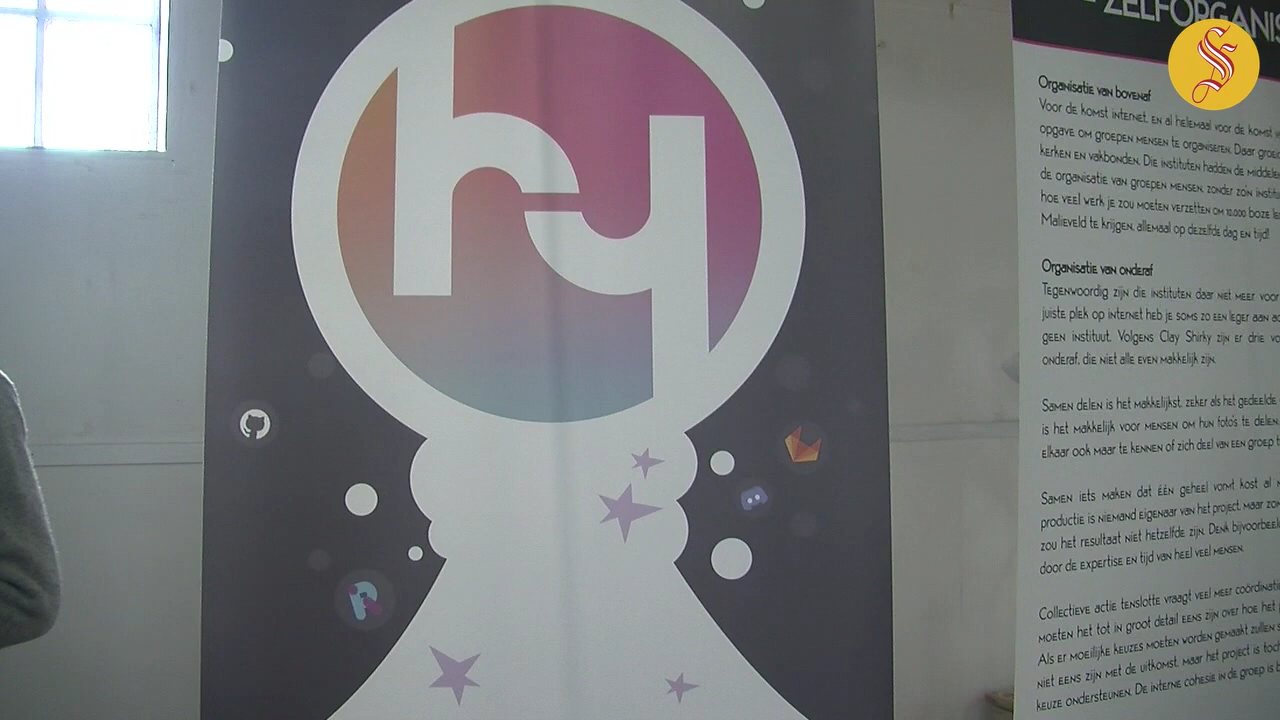 hy
ZELFORGANIS
S
Organisatie van bovenaf
Voor de komst internet, en al helemaal voor de komst
opgave om groepen mensen te organiseren. Daar
kerken en vakbonden. Die instituten hadden de middelen
de organisatie van groepen mensen, zonder zo'n
hoe veel werk je zou moeten verzetten om 10.000 boze
Malieveld te krijgen, allemaal op dezelfde dag en tijd!
Organisatie van onderaf
Tegenwoordig zijn die instituten daar niet meer voor
juiste plek op internet heb je soms zo een leger aan
geen instituut. Volgens Clay Shirky zijn er drie
onderaf, die niet alle even makkelijk zijn.
Samen delen is het makkelijkst, zeker als het gedeelde
is het makkelijk voor mensen om hun foto's te delen,
elkaar ook maar te kennen of zich deel van een groep
Samen iets maken dat één geheel vormt kost al
productie is niemand eigenaar van het project, maar
zou het resultaat niet hetzelfde zijn. Denk
door de expertise en tijd van heel veel mensen.
Collectieve actie tenslotte vraagt veel meer
moeten het tot in groot detail eens zijn over hoe het
Als er moeilijke keuzes moeten worden gemaakt zullen
niet eens zijn met de uitkomst, maar het project is
keuze ondersteunen. De interne cohesie in de groep is